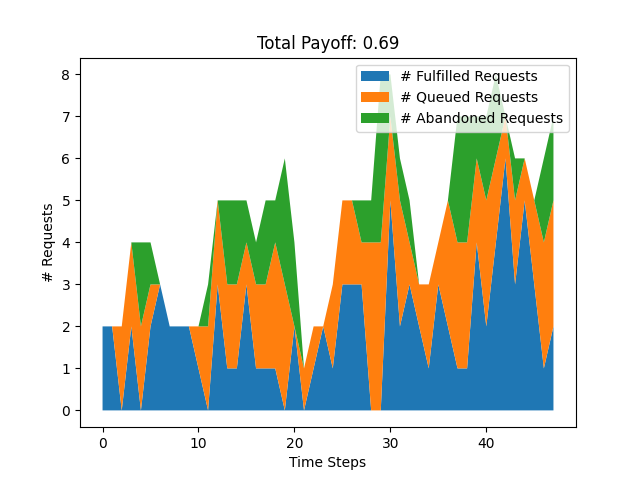 Total Payoff: 0.69
# Fulfilled Requests
# Queued Requests
# Abandoned Requests
8
7
6
5
4
3
2
1
0
# Requests
0 10 20 30 40
Time Steps